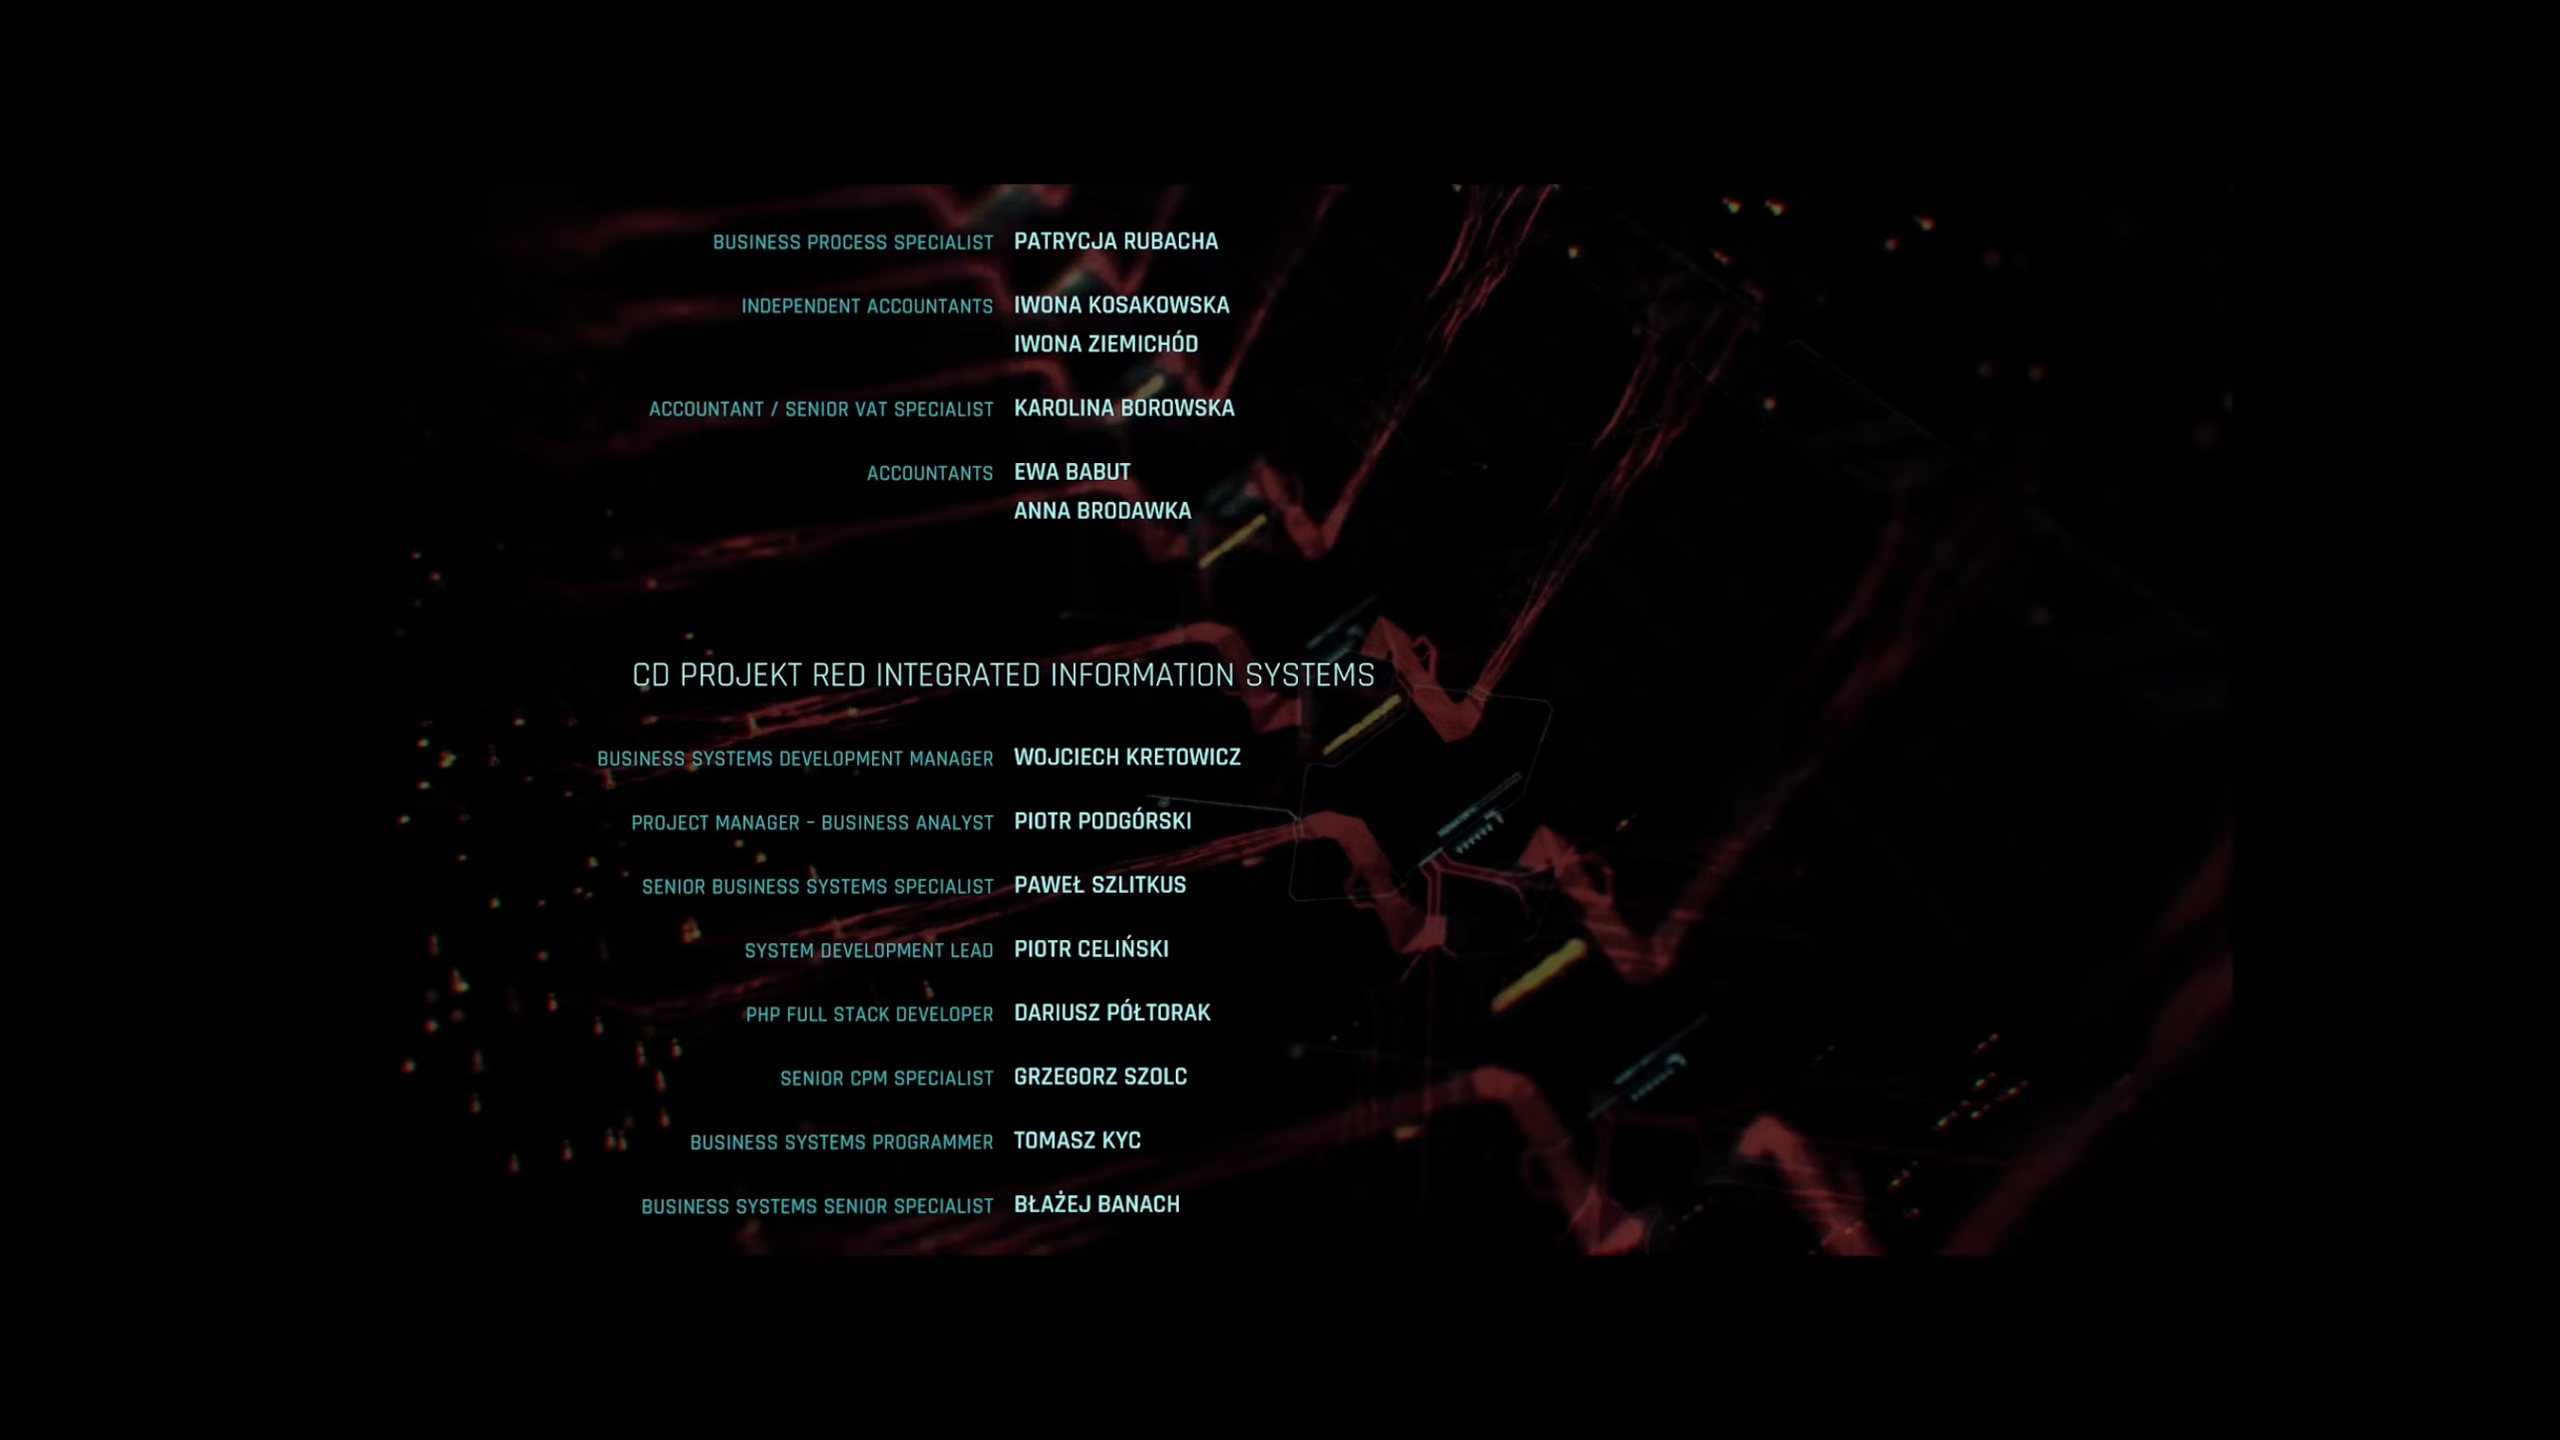 BUSINESS PROCESS SPECIALIST PATRYCJA RUBACHA
INDEPENDENT ACCOUNTANTS IWONA KOSAKOWSKA
IWONA ZIEMICHÓD
ACCOUNTANT / SENIOR VAT SPECIALIST KAROLINA BOROWSKA
ACCOUNTANTS EWA BABUT
ANNA BRODAWKA
CD PROJEKT RED INTEGRATED INFORMATION SYSTEMS
BUSINESS SYSTEMS DEVELOPMENT MANAGER WOJCIECH KRETOWICZ
PROJECT MANAGER – BUSINESS ANALYST PIOTR PODGÓRSKI
SENIOR BUSINESS SYSTEMS SPECIALIST PAWEŁ SZLITKUS
SYSTEM DEVELOPMENT LEAD PIOTR CELIŃSKI
PHP FULL STACK DEVELOPER DARIUSZ PÓŁTORAK
SENIOR CPM SPECIALIST GRZEGORZ SZOLC
BUSINESS SYSTEMS PROGRAMMER TOMASZ KYC
BUSINESS SYSTEMS SENIOR SPECIALIST BŁAŻEJ BANACH